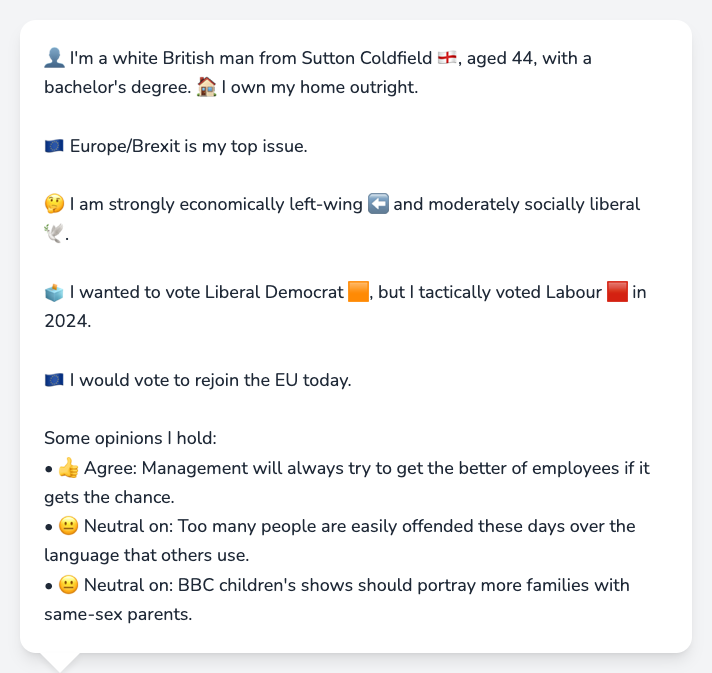 👤 I'm a white British man from Sutton Coldfield 🏴󠁧󠁢󠁥󠁮󠁧󠁿, aged 44, with a
bachelor's degree. 🏠 I own my home outright.
🇪🇺 Europe/Brexit is my top issue.
🤔 I am strongly economically left-wing ⬅️ and moderately socially liberal
🕊️.
🗳️ I wanted to vote Liberal Democrat 🟧, but I tactically voted Labour 🟥 in
2024.
🇪🇺 I would vote to rejoin the EU today.
Some opinions I hold:
• 👍 Agree: Management will always try to get the better of employees if it
gets the chance.
• 😐 Neutral on: Too many people are easily offended these days over the
language that others use.
• 😐 Neutral on: BBC children's shows should portray more families with
same-sex parents.